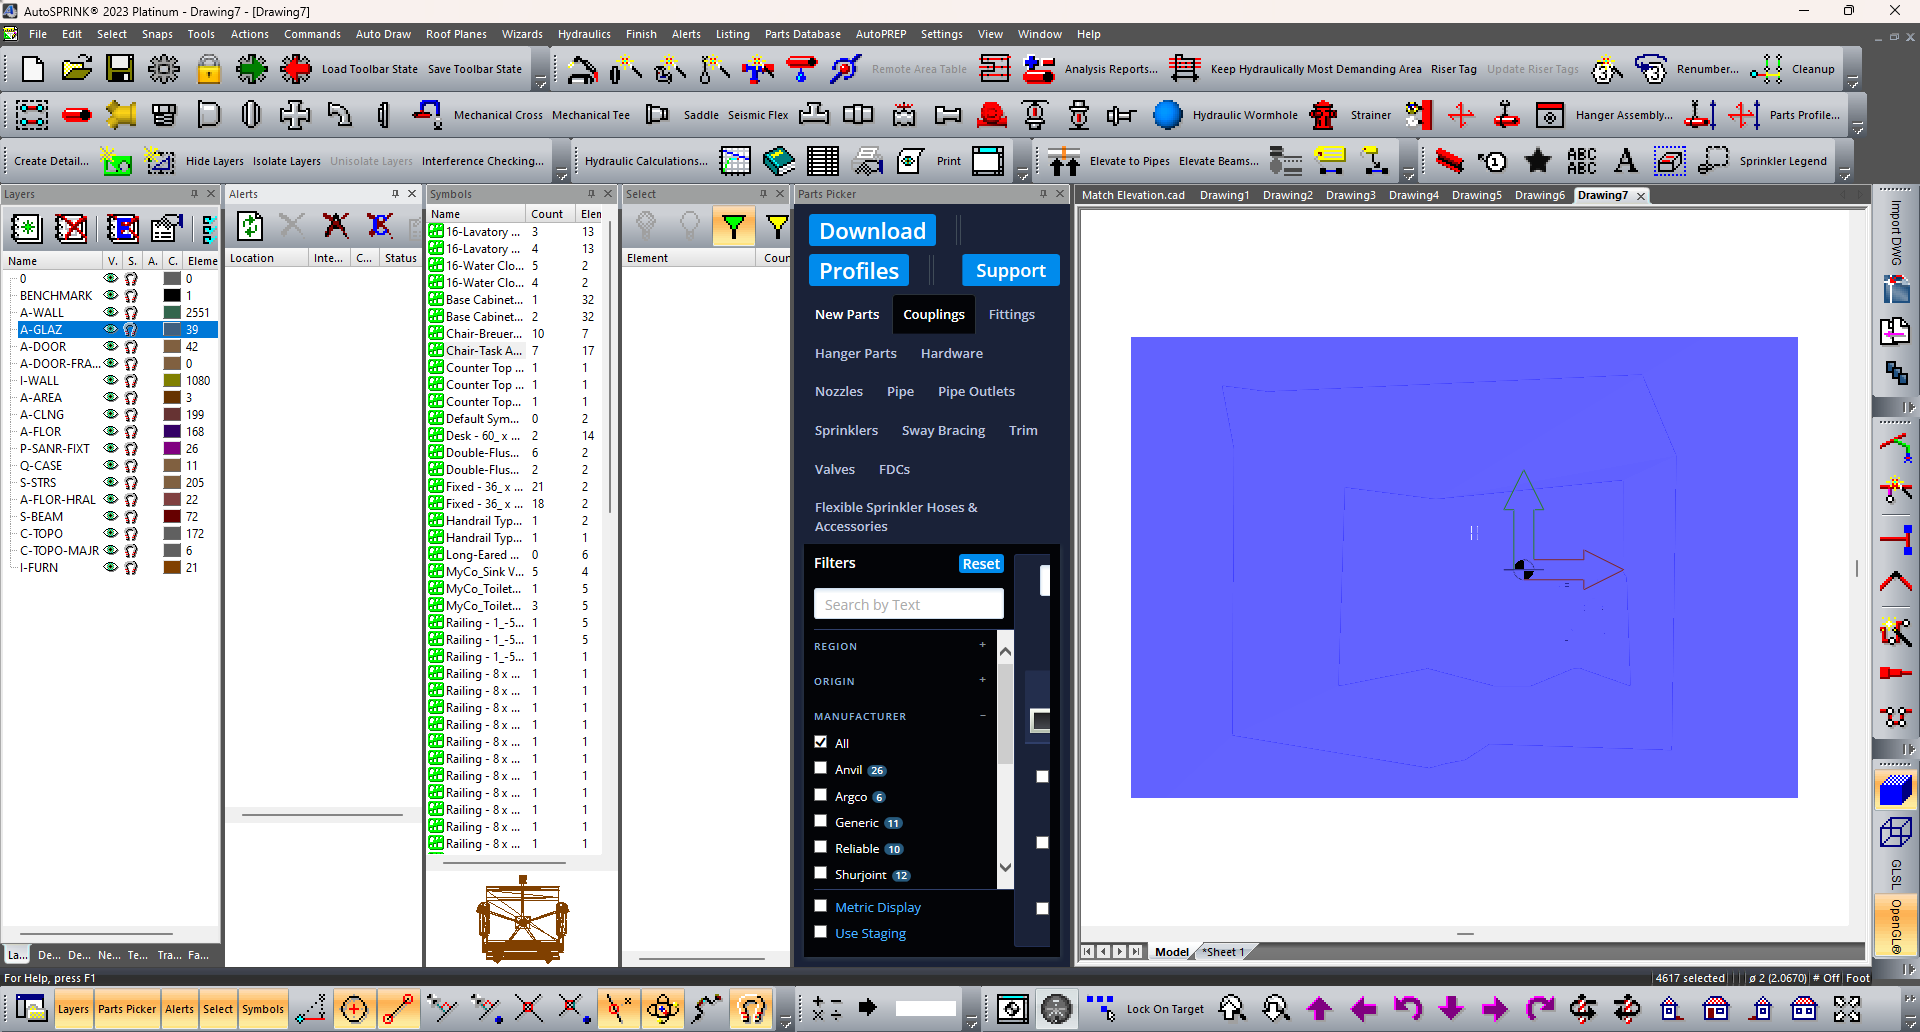 AutoSPRINK® 2023 Platinum - Drawing7 - [Drawing7]
File Edit Select Snaps Tools Actions Commands Auto Draw Roof Planes Wizards Hydraulics Finish Alerts Listing Parts Database AutoPREP Settings View Window Help
Load Toolbar State Save Toolbar State Remote Area Table Analysis Reports... Keep Hydraulically Most Demanding Area Riser Tag Update Riser Tags Renumber... Cleanup
Mechanical Cross Mechanical Tee Saddle Seismic Flex Hydraulic Wormhole Strainer Hanger Assembly... Parts Profile...
Create Detail... Hide Layers Isolate Layers Unisolate Layers Interference Checking... Hydraulic Calculations... Print Elevate to Pipes Elevate Beams... ABC ABC A Sprinkler Legend
Layers
Name V. S. A. C. Eleme
0 0
BENCHMARK 1
A-WALL 2551
A-GLAZ 39
A-DOOR 42
A-DOOR-FRA... 0
I-WALL 1080
A-AREA 3
A-CLNG 199
A-FLOR 168
P-SANR-FIXT 26
Q-CASE 11
S-STRS 205
A-FLOR-HRAL 22
S-BEAM 72
C-TOPO 172
C-TOPO-MAJR 6
I-FURN 21
La... De... De... Ne... Te... Tra... Fa...
Alerts
Location Inte... C... Status
Symbols
Name Count Elen
16-Lavatory ... 3 13
16-Lavatory ... 4 13
16-Water Clo... 5 2
16-Water Clo... 4 2
Base Cabinet... 1 32
Base Cabinet... 2 32
Chair-Breuer... 10 7
Chair-Task A... 7 17
Counter Top ... 1 1
Counter Top ... 1 1
Counter Top... 1 1
Default Sym... 0 2
Desk - 60_ x ... 2 14
Double-Flus... 6 2
Double-Flus... 2 2
Fixed - 36_ x ... 21 2
Fixed - 36_ x ... 18 2
Handrail Typ... 1 2
Handrail Typ... 1 1
Long-Eared ... 0 6
MyCo_Sink V... 5 4
MyCo_Toilet... 1 5
MyCo_Toilet... 3 5
Railing - 1_-5... 1 5
Railing - 1_-5... 1 5
Railing - 1_-5... 1 1
Railing - 8 x ... 1 1
Railing - 8 x ... 1 1
Railing - 8 x ... 1 1
Railing - 8 x ... 1 1
Railing - 8 x ... 1 1
Railing - 8 x ... 1 1
Railing - 8 x ... 1 1
Railing - 8 x ... 1 1
Railing - 8 x ... 1 1
Railing - 8 x ... 1 1
Railing - 8 x ... 1 1
Select
Element Cour
Parts Picker
Download
Profiles Support
New Parts Couplings Fittings
Hanger Parts Hardware
Nozzles Pipe Pipe Outlets
Sprinklers Sway Bracing Trim
Valves FDCs
Flexible Sprinkler Hoses &
Accessories
Filters Reset
Search by Text
REGION +
ORIGIN +
MANUFACTURER −
All
Anvil 26
Argco 6
Generic 11
Reliable 10
Shurjoint 12
Metric Display
Use Staging
Match Elevation.cad Drawing1 Drawing2 Drawing3 Drawing4 Drawing5 Drawing6 Drawing7
Model *Sheet 1
Import DWG
GLSL
OpenGL®
For Help, press F1
4617 selected ø 2 (2.0670) # Off Foot
Layers Parts Picker Alerts Select Symbols Lock On Target